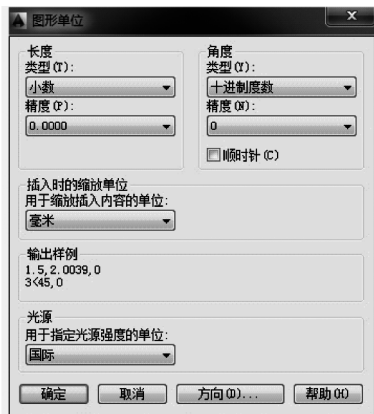 图形单位
长度
类型(T):
小数
精度(P):
0.0000
角度
类型(Y):
十进制度数
精度(N):
0
顺时针(C)
插入时的缩放单位
用于缩放插入内容的单位:
毫米
输出样例
1.5,2.0039,0
3<45,0
光源
用于指定光源强度的单位:
国际
确定 取消 方向(D)... 帮助(H)